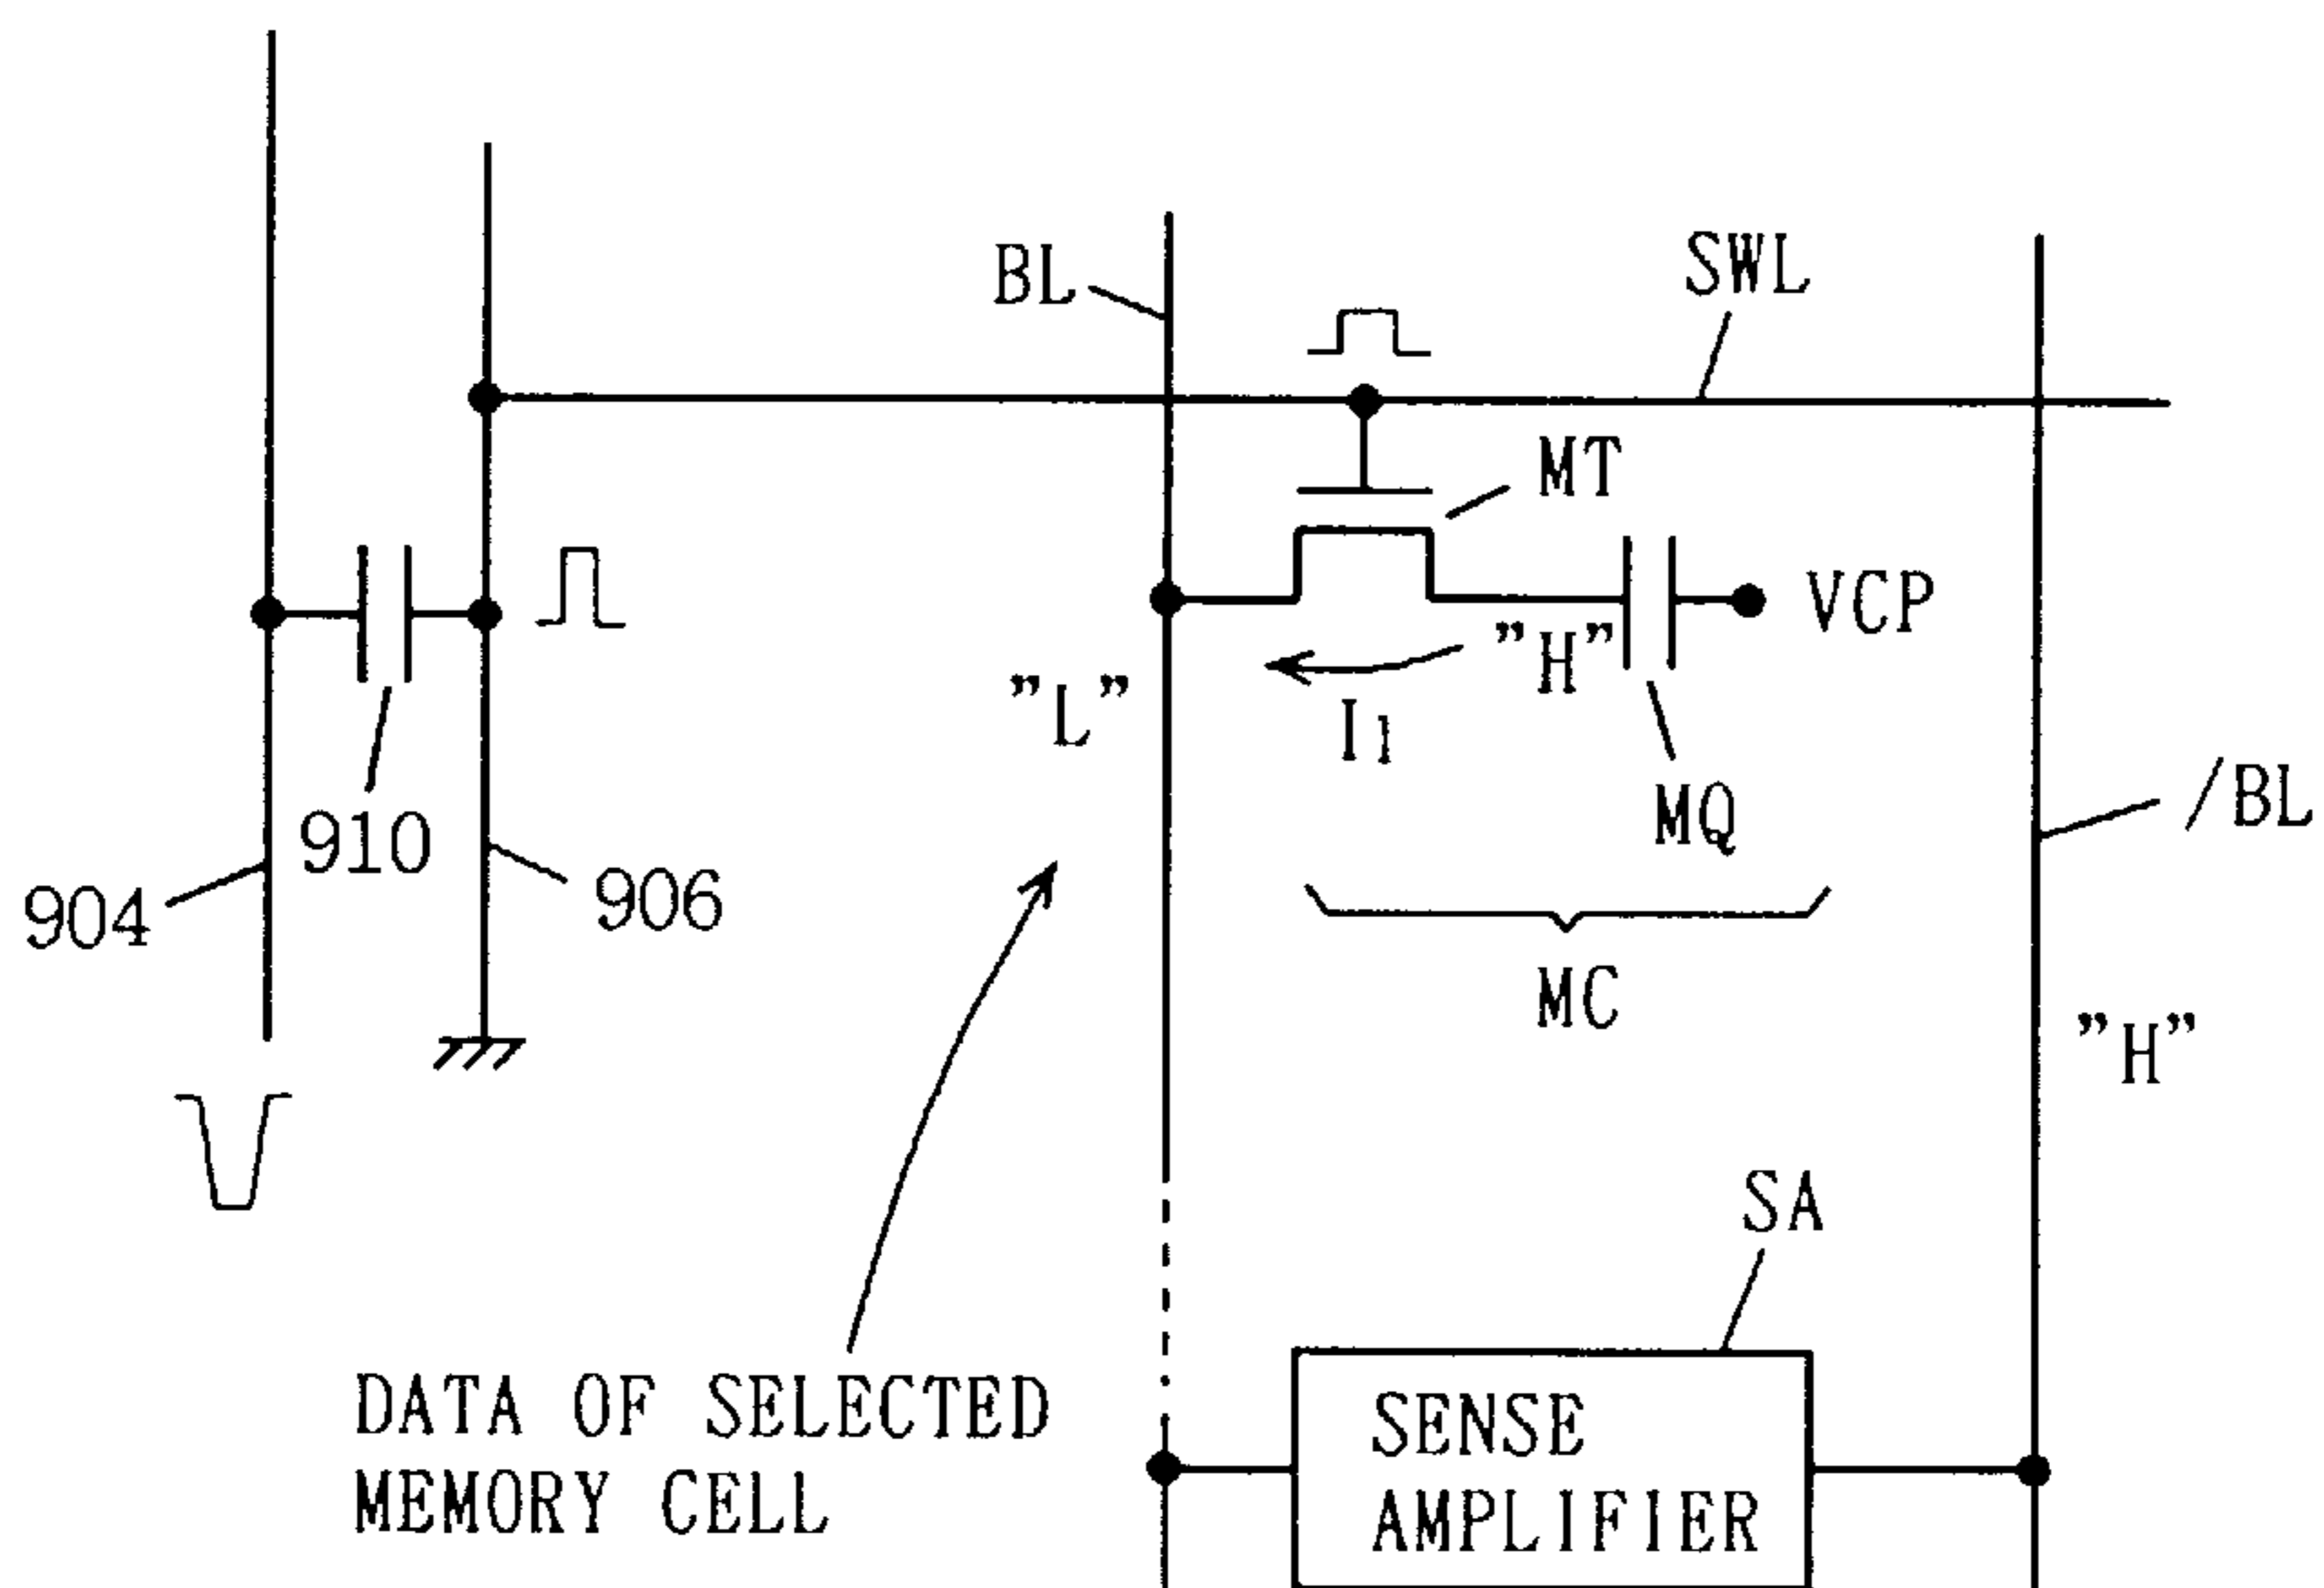 SWL
BL
MT
VCP
"H"
"L"
I1
MQ
/BL
910
906
904
MC
"H"
SA
DATA OF SELECTED
MEMORY CELL
SENSE
AMPLIFIER